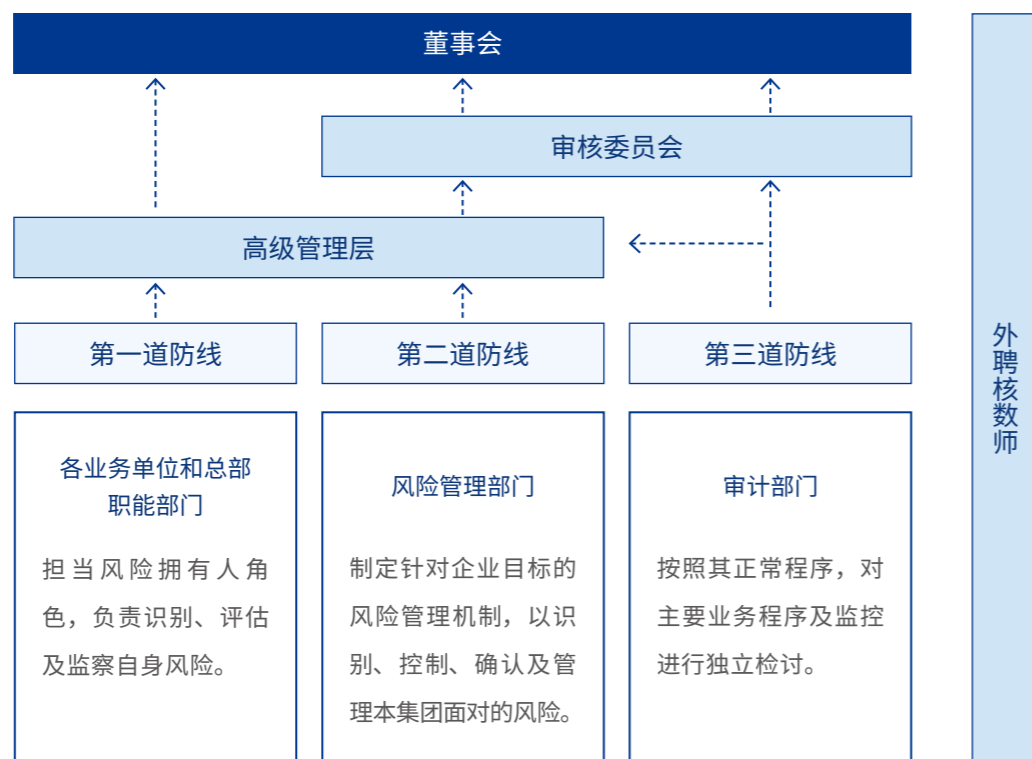 董事会
审核委员会
高级管理层
第一道防线
第二道防线
第三道防线
各业务单位和总部
职能部门
担当风险拥有人角
色，负责识别、评估
及监察自身风险。
风险管理部门
制定针对企业目标的
风险管理机制，以识
别、控制、确认及管
理本集团面对的风险。
审计部门
按照其正常程序，对
主要业务程序及监控
进行独立检讨。
外聘核数师